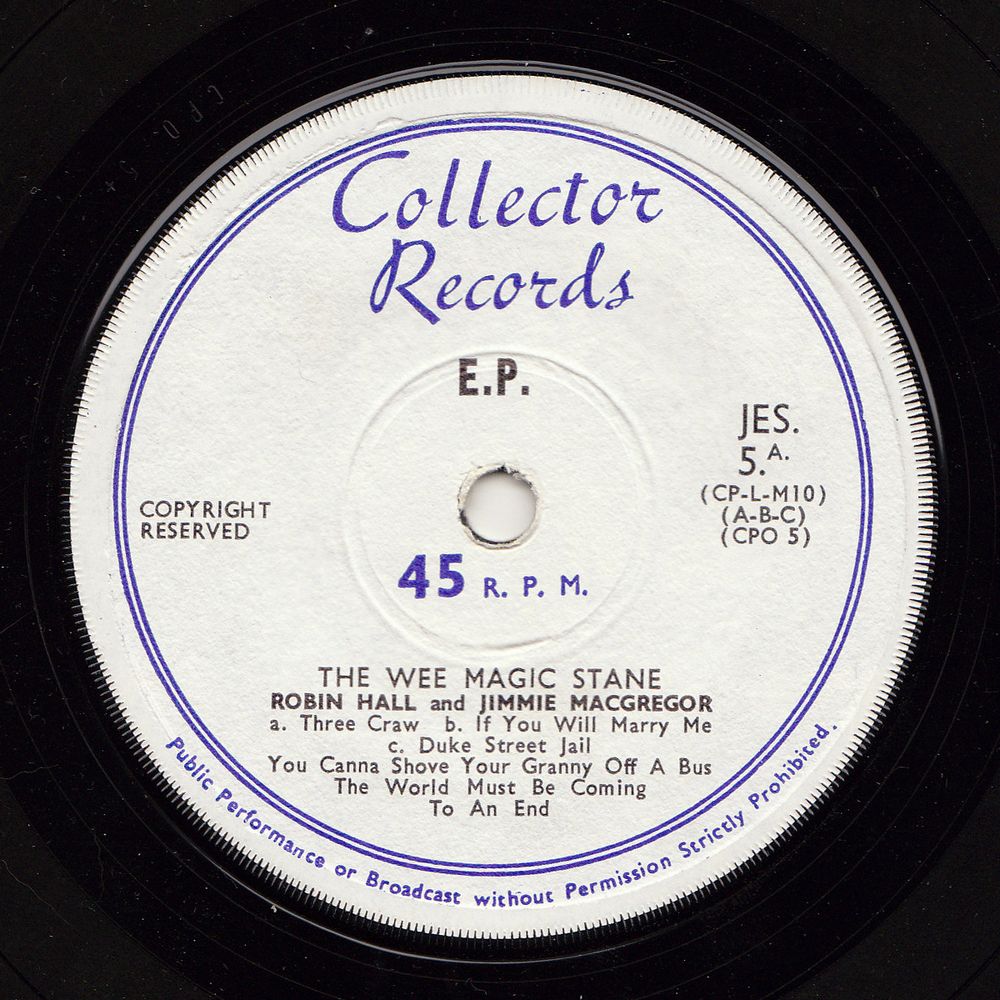 Collector
Records
E.P.
JES.
5.A.
(CP-L-M10)
(A-B-C)
(CPO 5)
COPYRIGHT
RESERVED
45 R. P. M.
THE WEE MAGIC STANE
ROBIN HALL and JIMMIE MACGREGOR
a. Three Craw b. If You Will Marry Me
c. Duke Street Jail
You Canna Shove Your Granny Off A Bus
The World Must Be Coming
To An End
Public Performance or Broadcast without Permission Strictly Prohibited.